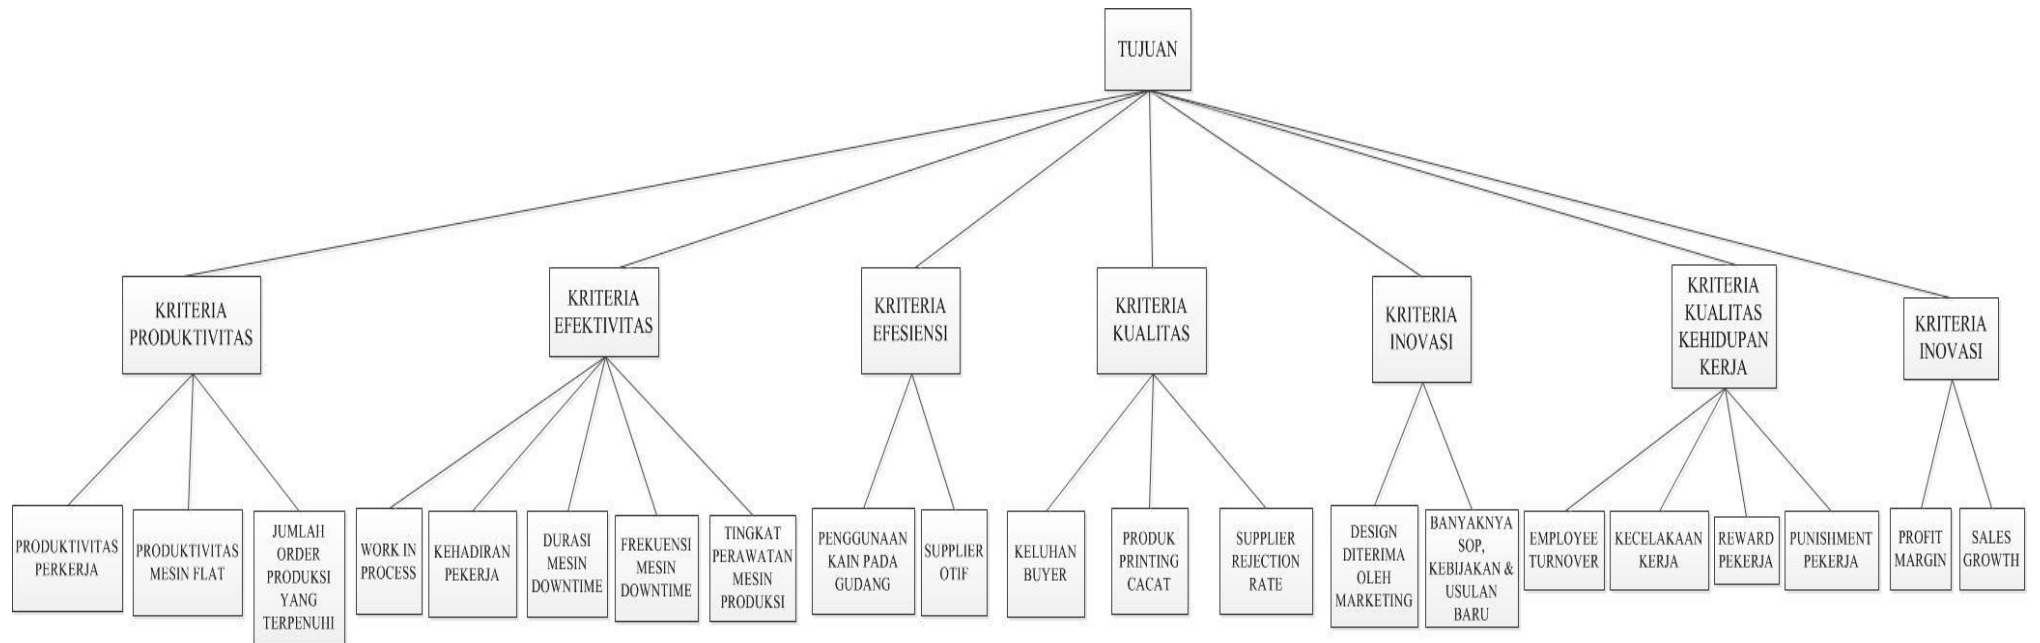 TUJUAN
KRITERIA
PRODUKTIVITAS
KRITERIA
EFEKTIVITAS
KRITERIA
EFESIENSI
KRITERIA
KUALITAS
KRITERIA
INOVASI
KRITERIA
KUALITAS
KEHIDUPAN
KERJA
KRITERIA
INOVASI
PRODUKTIVITAS
PERKERJA
PRODUKTIVITAS
MESIN FLAT
JUMLAH
ORDER
PRODUKSI
YANG
TERPENUHI
WORK IN
PROCESS
KEHADIRAN
PEKERJA
DURASI
MESIN
DOWNTIME
FREKUENSI
MESIN
DOWNTIME
TINGKAT
PERAWATAN
MESIN
PRODUKSI
PENGGUNAAN
KAIN PADA
GUDANG
SUPPLIER
OTIF
KELUHAN
BUYER
PRODUK
PRINTING
CACAT
SUPPLIER
REJECTION
RATE
DESIGN
DITERIMA
OLEH
MARKETING
BANYAKNYA
SOP,
KEBIJAKAN &
USULAN
BARU
EMPLOYEE
TURNOVER
KECELAKAAN
KERJA
REWARD
PEKERJA
PUNISHMENT
PEKERJA
PROFIT
MARGIN
SALES
GROWTH